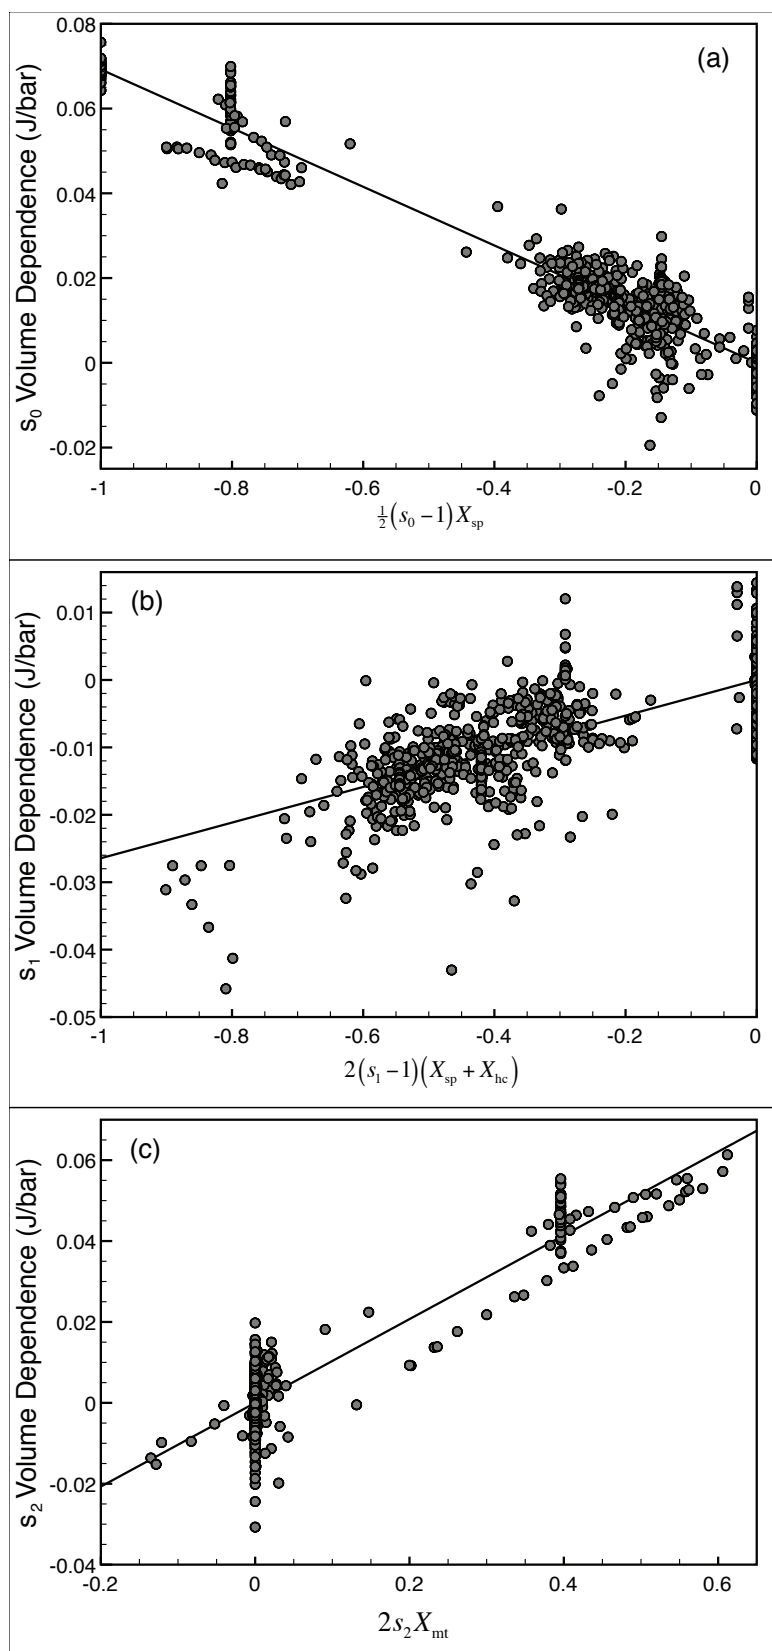 (a)
s₀ Volume Dependence (J/bar)
0.08
0.06
0.04
0.02
0
-0.02
-1 -0.8 -0.6 -0.4 -0.2 0
½(s₀ −1)Xsp
(b)
s₁ Volume Dependence (J/bar)
0.01
0
-0.01
-0.02
-0.03
-0.04
-0.05
-1 -0.8 -0.6 -0.4 -0.2 0
2(s₁ −1)(Xsp + Xhc)
(c)
s₂ Volume Dependence (J/bar)
0.06
0.04
0.02
0
-0.02
-0.04
-0.2 0 0.2 0.4 0.6
2s₂Xmt